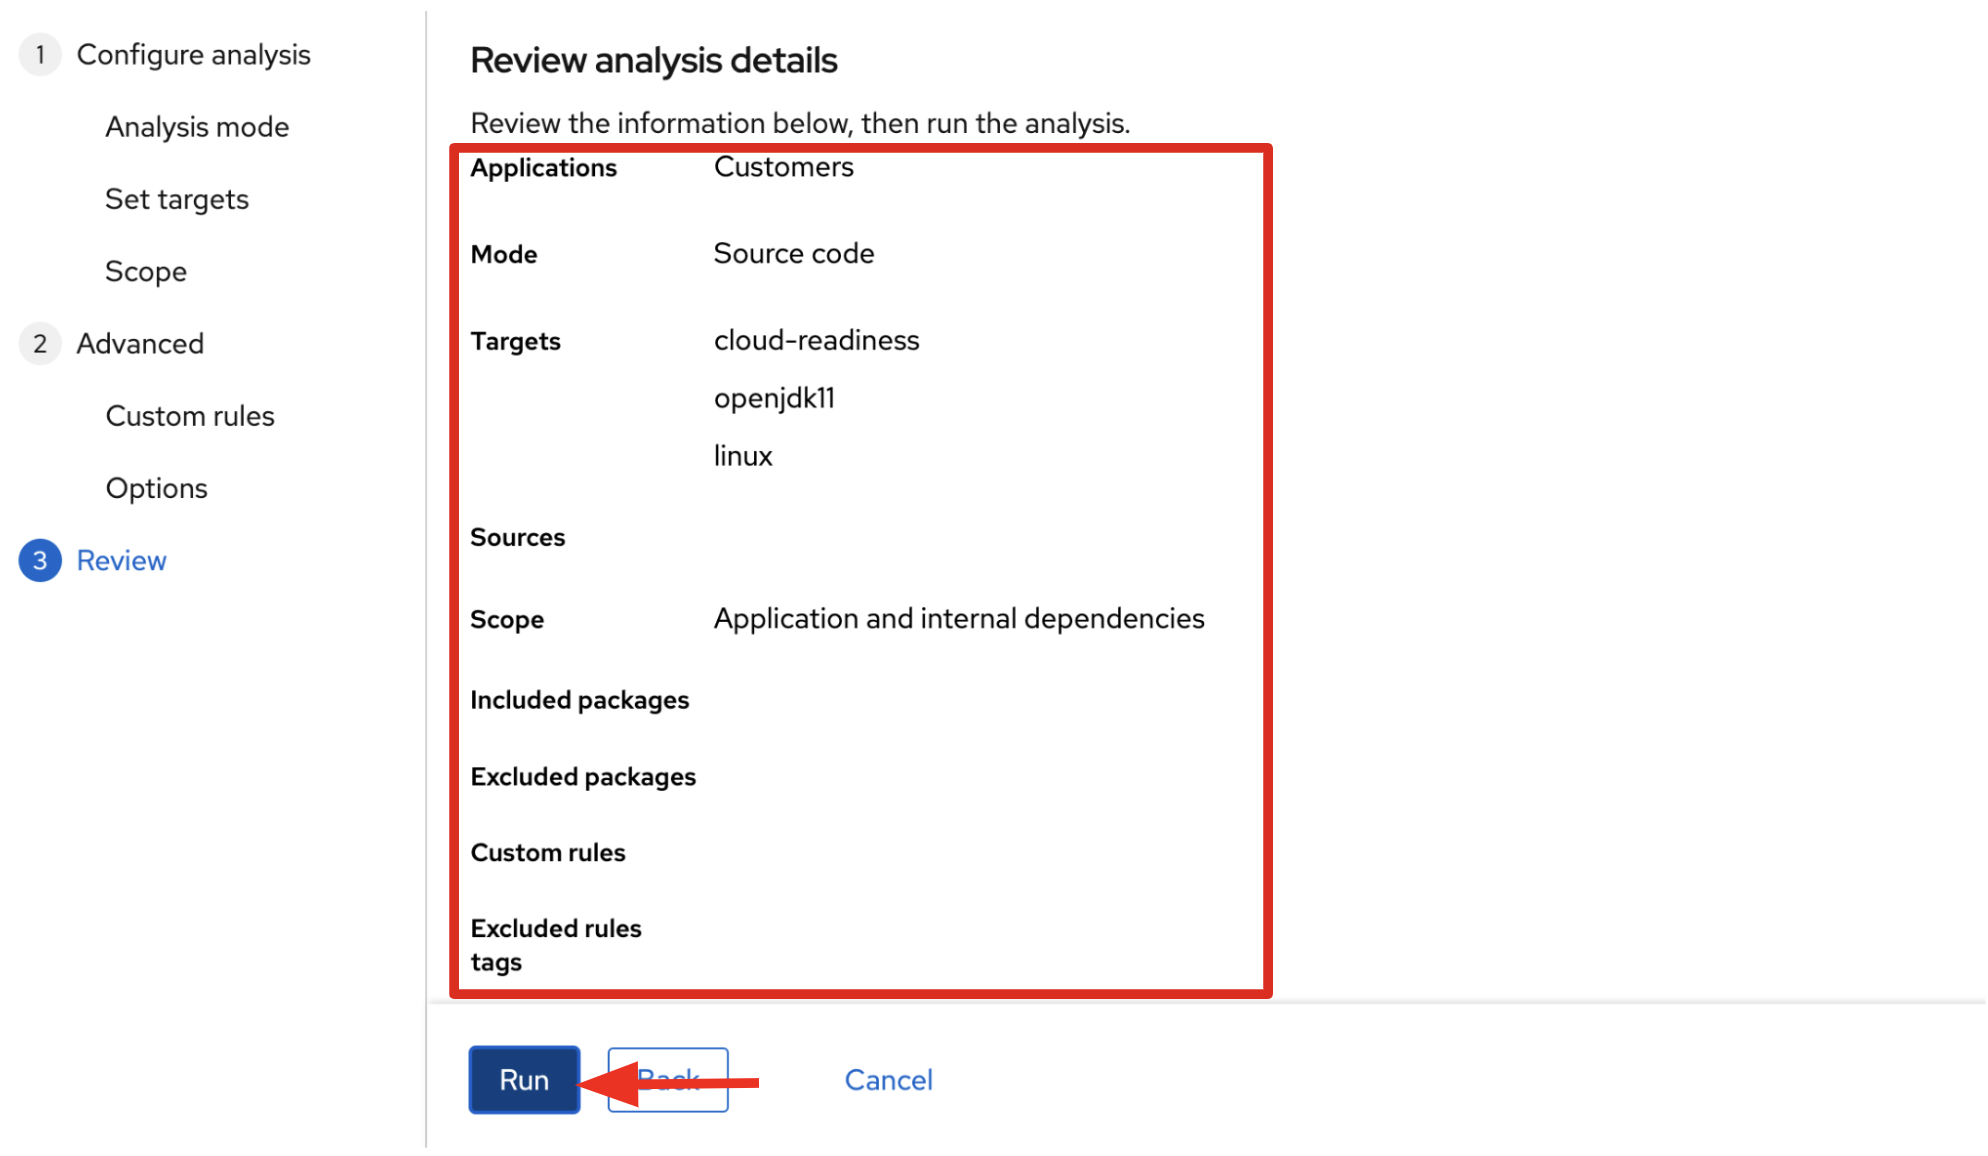 1 Configure analysis
Analysis mode
Set targets
Scope
2 Advanced
Custom rules
Options
3 Review
Review analysis details
Review the information below, then run the analysis.
Applications Customers
Mode Source code
Targets cloud-readiness
openjdk11
linux
Sources
Scope Application and internal dependencies
Included packages
Excluded packages
Custom rules
Excluded rules
tags
Run Back Cancel